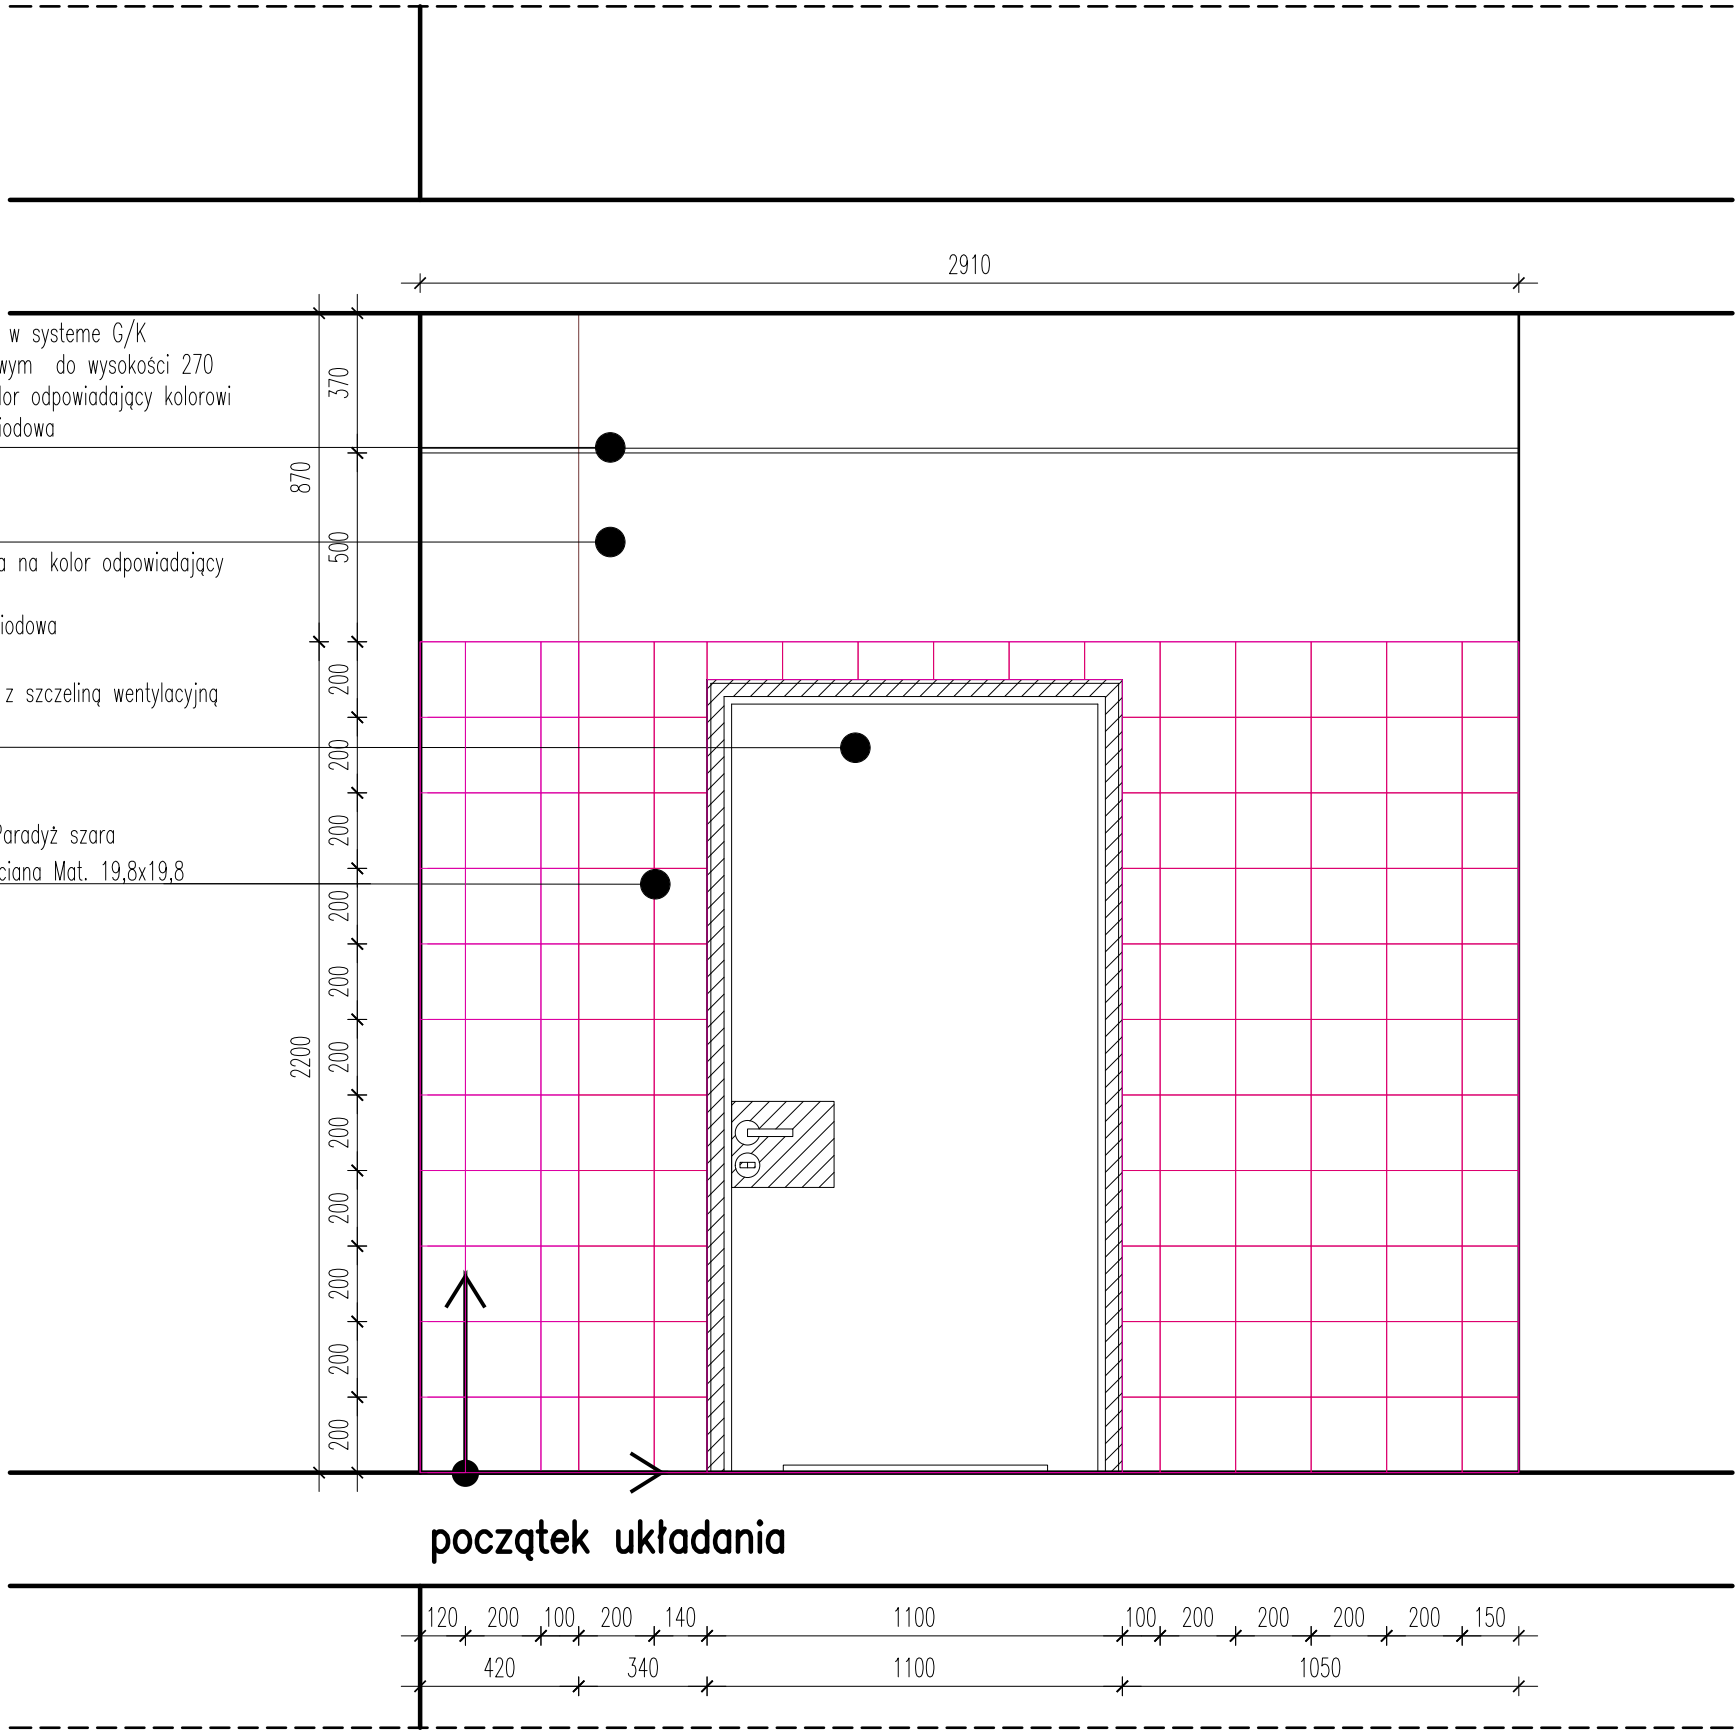 2910
w systeme G/K
wym do wysokości 270
lor odpowiadający kolorowi
iodowa
370
870
500
a na kolor odpowiadający
iodowa
z szczeliną wentylacyjną
Paradyż szara
ciana Mat. 19,8x19,8
200
200
200
200
200
200
200
200
200
200
200
2200
początek układania
120 200 100 200 140 1100 100 200 200 200 200 150
420 340 1100 1050